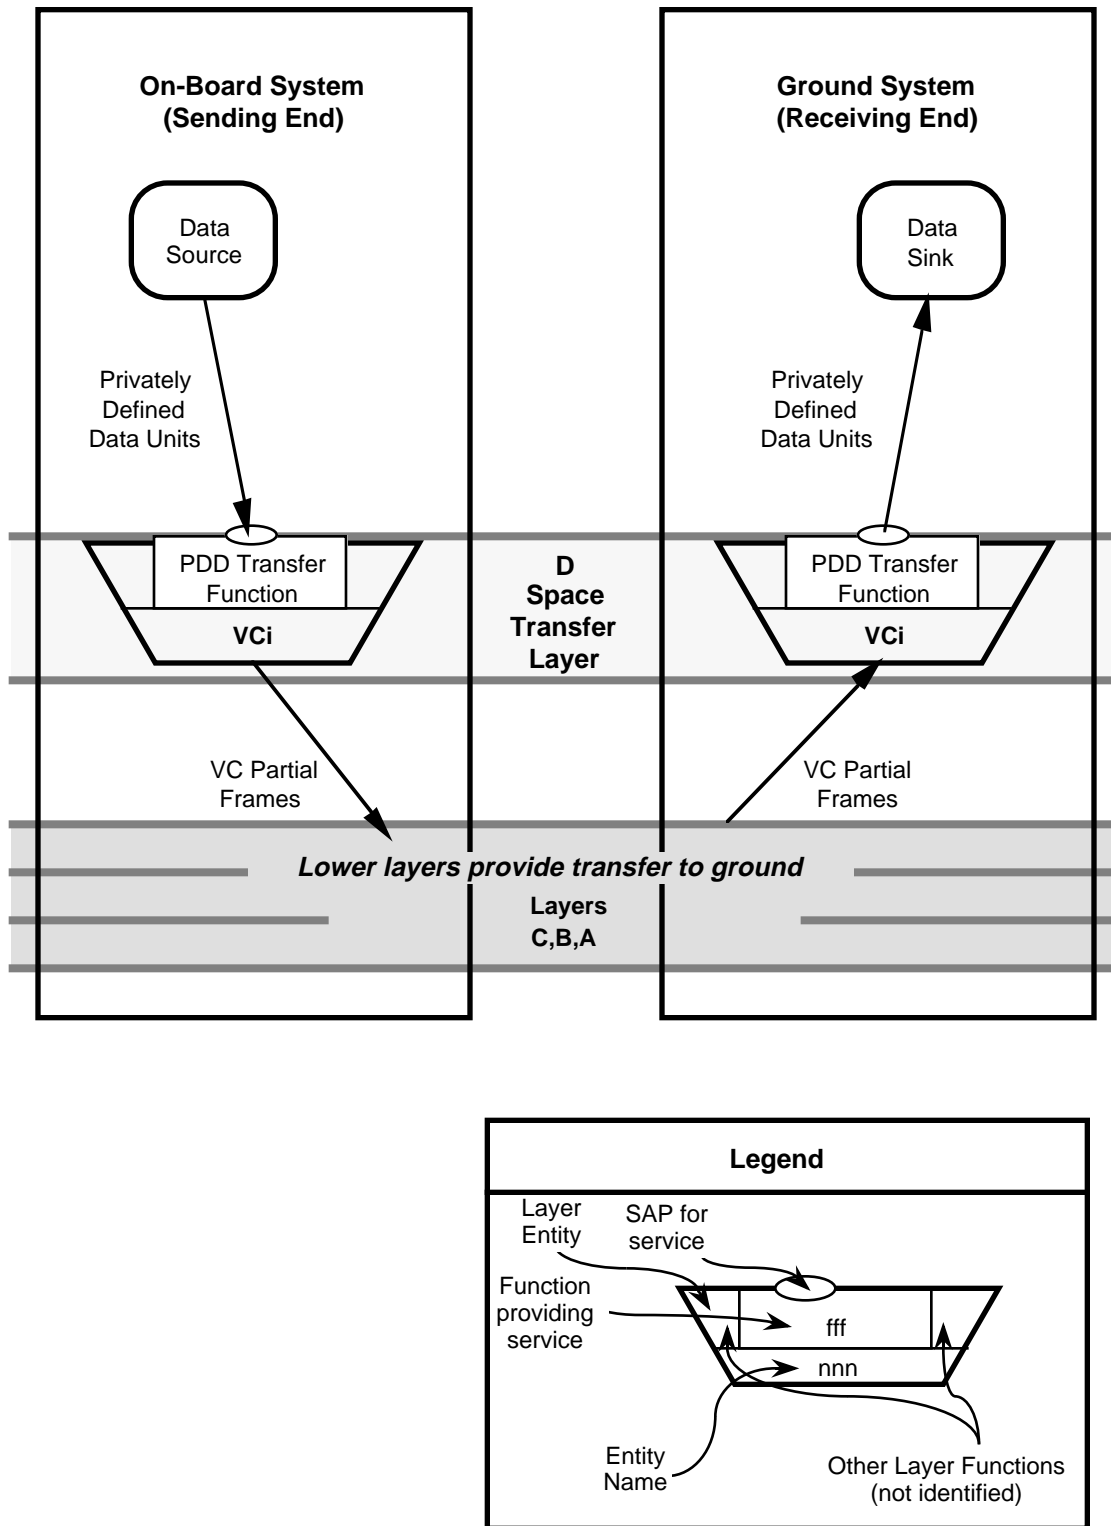 On-Board System
(Sending End)
Ground System
(Receiving End)
Data
Source
Data
Sink
Privately
Defined
Data Units
Privately
Defined
Data Units
PDD Transfer
Function
VCi
D
Space
Transfer
Layer
PDD Transfer
Function
VCi
VC Partial
Frames
VC Partial
Frames
Lower layers provide transfer to ground
Layers
C,B,A
Legend
Layer
Entity
SAP for
service
Function
providing
service
fff
nnn
Entity
Name
Other Layer Functions
(not identified)